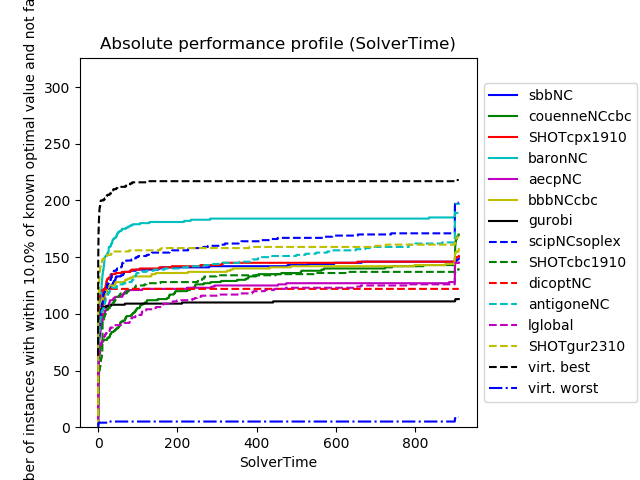 Absolute performance profile (SolverTime)
of instances with within 10.0% of known optimal value and not
300
250
200
150
100
50
0
0 200 400 600 800
SolverTime
sbbNC
couenneNCcbc
SHOTcpx1910
baronNC
aecpNC
bbbNCcbc
gurobi
scipNCsoplex
SHOTcbc1910
dicoptNC
antigoneNC
lglobal
SHOTgur2310
virt. best
virt. worst